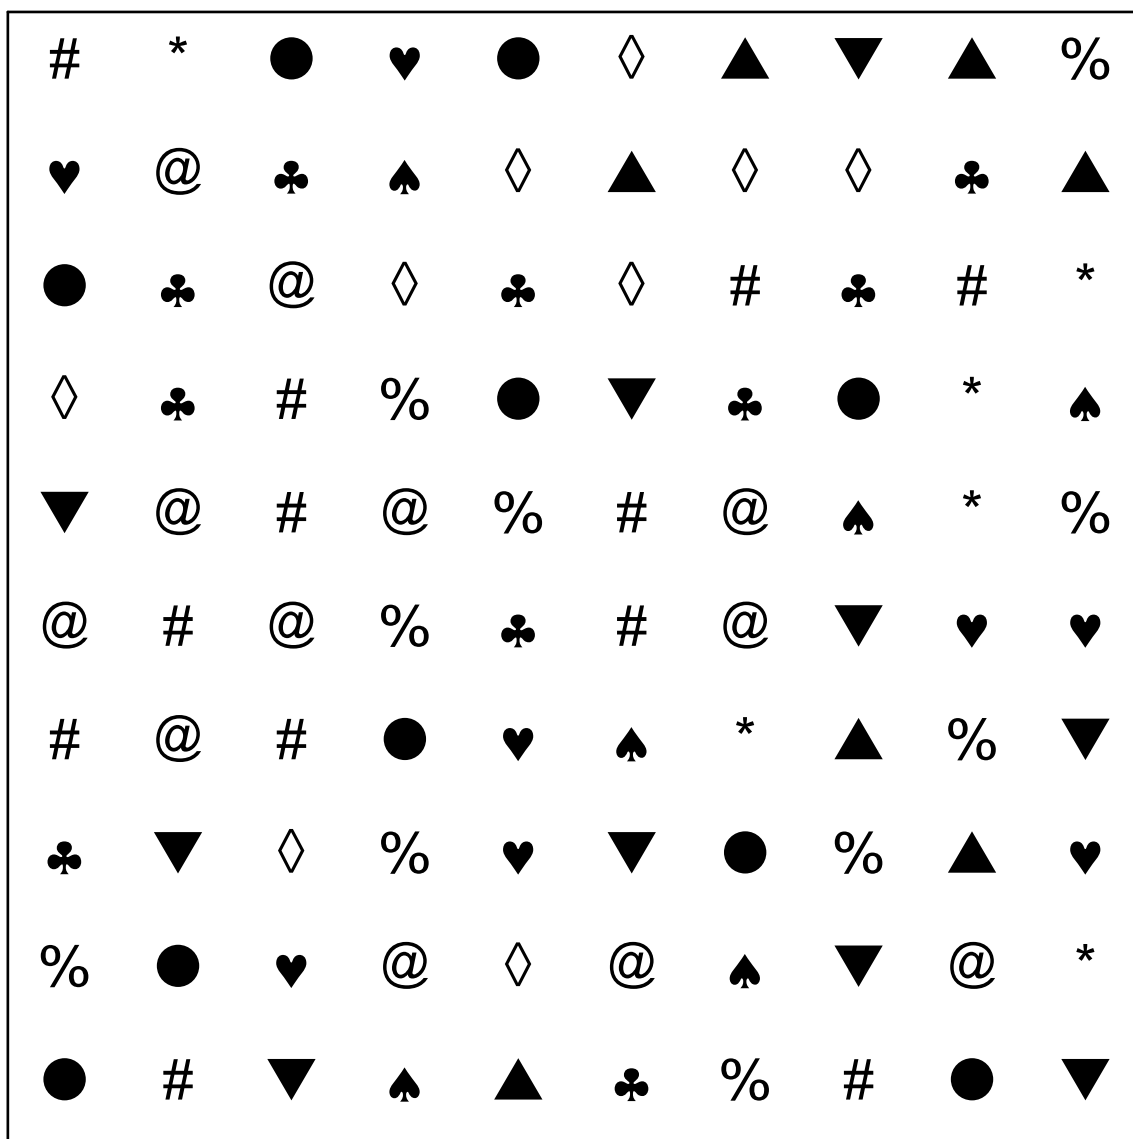 # * ● ♥ ● ◊ ▲ ▼ ▲ %
♥ @ ♣ ♠ ◊ ▲ ◊ ◊ ♣ ▲
● ♣ @ ◊ ♣ ◊ # ♣ # *
◊ ♣ # % ● ▼ ♣ ● * ♠
▼ @ # @ % # @ ♠ * %
@ # @ % ♣ # @ ▼ ♥ ♥
# @ # ● ♥ ♠ * ▲ % ▼
♣ ▼ ◊ % ♥ ▼ ● % ▲ ♥
% ● ♥ @ ◊ @ ♠ ▼ @ *
● # ▼ ♠ ▲ ♣ % # ● ▼